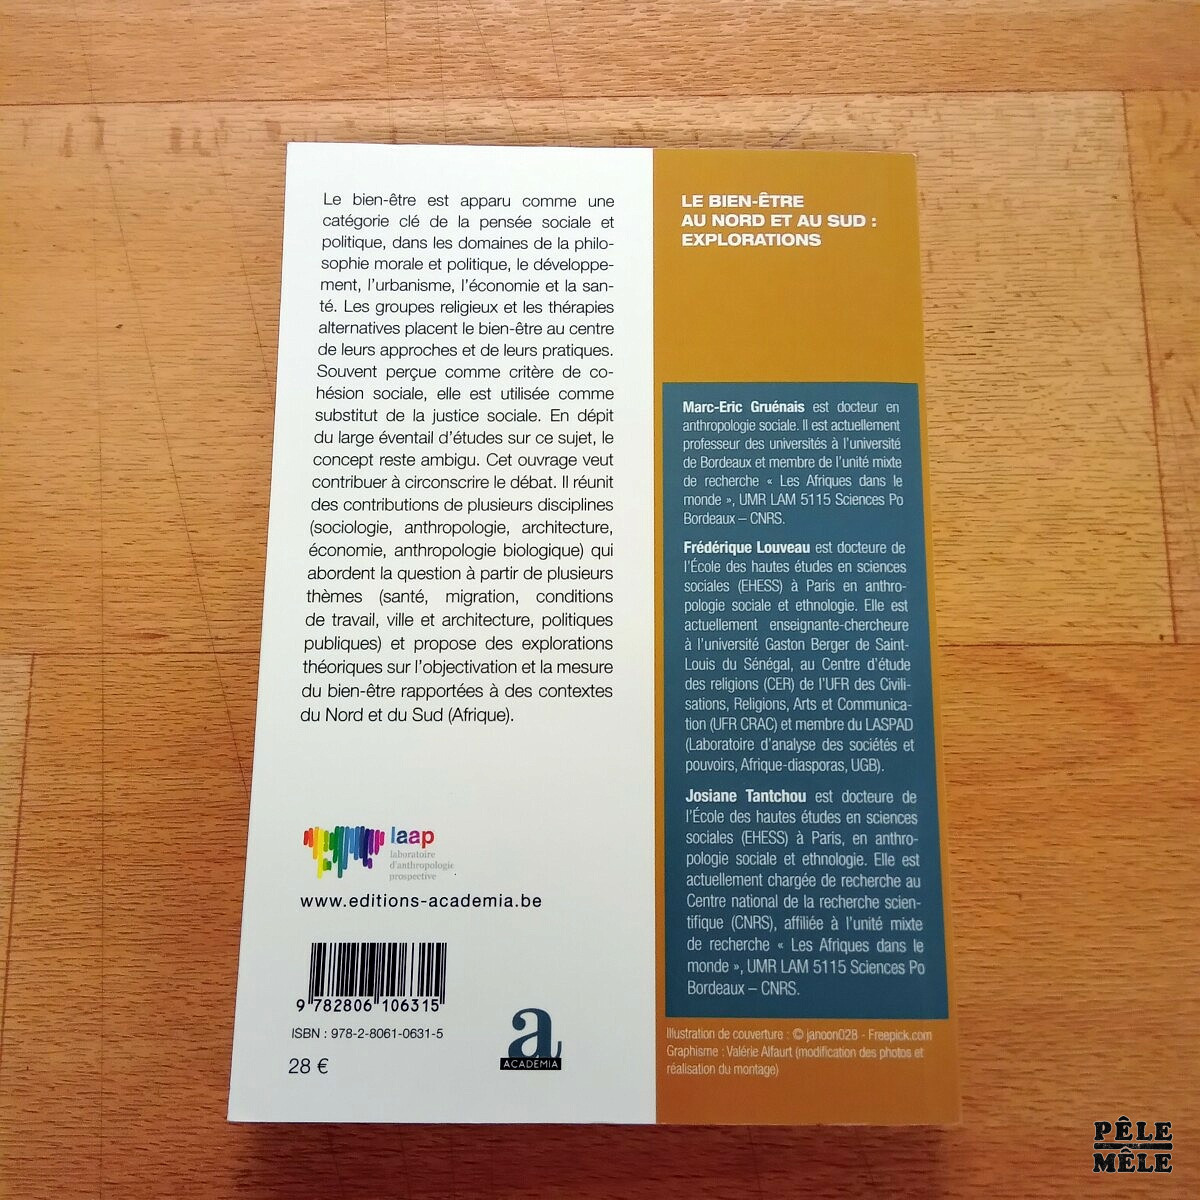 Le bien-être est apparu comme une
catégorie clé de la pensée sociale et
politique, dans les domaines de la philo-
sophie morale et politique, le développe-
ment, l'urbanisme, l'économie et la san-
té. Les groupes religieux et les thérapies
alternatives placent le bien-être au centre
de leurs approches et de leurs pratiques.
Souvent perçue comme critère de co-
hésion sociale, elle est utilisée comme
substitut de la justice sociale. En dépit
du large éventail d'études sur ce sujet, le
concept reste ambigu. Cet ouvrage veut
contribuer à circonscrire le débat. Il réunit
des contributions de plusieurs disciplines
(sociologie, anthropologie, architecture,
économie, anthropologie biologique) qui
abordent la question à partir de plusieurs
thèmes (santé, migration, conditions
de travail, ville et architecture, politiques
publiques) et propose des explorations
théoriques sur l'objectivation et la mesure
du bien-être rapportées à des contextes
du Nord et du Sud (Afrique).
laap
laboratoire
d'anthropologie
prospective
www.editions-academia.be
9 782806 106315
ISBN : 978-2-8061-0631-5
28 €
a
ACADEMIA
LE BIEN-ÊTRE
AU NORD ET AU SUD :
EXPLORATIONS
Marc-Eric Gruénais est docteur en
anthropologie sociale. Il est actuellement
professeur des universités à l'université
de Bordeaux et membre de l'unité mixte
de recherche « Les Afriques dans le
monde », UMR LAM 5115 Sciences Po
Bordeaux – CNRS.
Frédérique Louveau est docteure de
l'École des hautes études en sciences
sociales (EHESS) à Paris en anthro-
pologie sociale et ethnologie. Elle est
actuellement enseignante-chercheure
à l'université Gaston Berger de Saint-
Louis du Sénégal, au Centre d'étude
des religions (CER) de l'UFR des Civili-
sations, Religions, Arts et Communica-
tion (UFR CRAC) et membre du LASPAD
(Laboratoire d'analyse des sociétés et
pouvoirs, Afrique-diasporas, UGB).
Josiane Tantchou est docteure de
l'École des hautes études en sciences
sociales (EHESS) à Paris, en anthro-
pologie sociale et ethnologie. Elle est
actuellement chargée de recherche au
Centre national de la recherche scien-
tifique (CNRS), affiliée à l'unité mixte
de recherche « Les Afriques dans le
monde », UMR LAM 5115 Sciences Po
Bordeaux – CNRS.
Illustration de couverture : © janoon028 - Freepick.com
Graphisme : Valérie Alfaurt (modification des photos et
réalisation du montage)
PÊLE
MÊLE